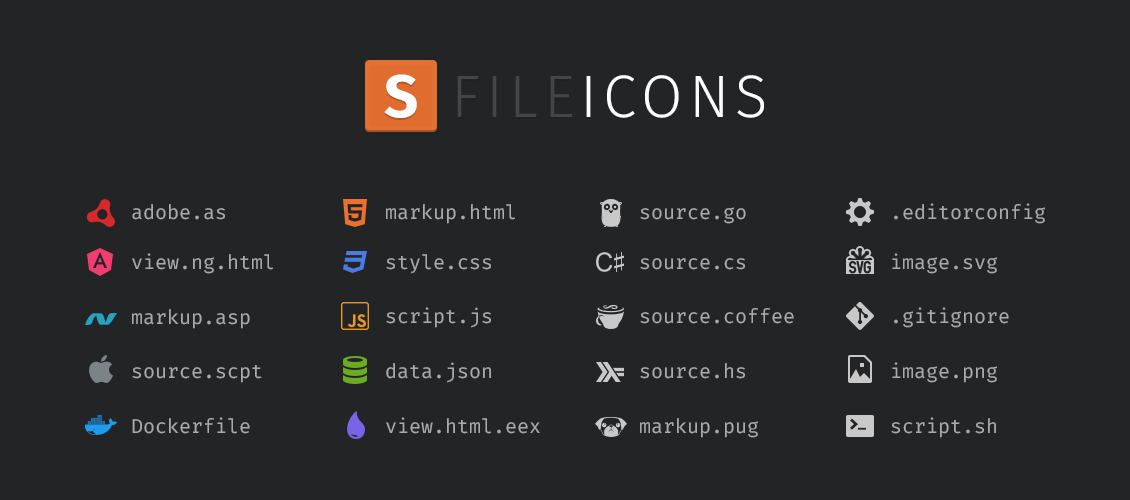 S FILEICONS
adobe.as
view.ng.html
markup.asp
source.scpt
Dockerfile
5 markup.html
3 style.css
JS script.js
data.json
view.html.eex
source.go
C# source.cs
source.coffee
source.hs
markup.pug
.editorconfig
SVG image.svg
.gitignore
image.png
script.sh